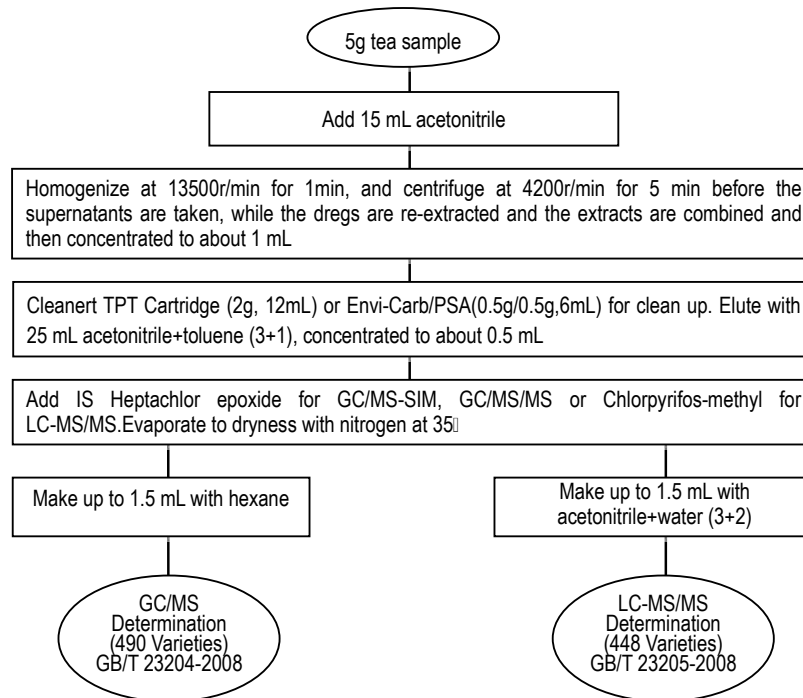 5g tea sample
Add 15 mL acetonitrile
Homogenize at 13500r/min for 1min, and centrifuge at 4200r/min for 5 min before the
supernatants are taken, while the dregs are re-extracted and the extracts are combined and
then concentrated to about 1 mL
Cleanert TPT Cartridge (2g, 12mL) or Envi-Carb/PSA(0.5g/0.5g,6mL) for clean up. Elute with
25 mL acetonitrile+toluene (3+1), concentrated to about 0.5 mL
Add IS Heptachlor epoxide for GC/MS-SIM, GC/MS/MS or Chlorpyrifos-methyl for
LC-MS/MS.Evaporate to dryness with nitrogen at 35▯
Make up to 1.5 mL with hexane
Make up to 1.5 mL with
acetonitrile+water (3+2)
GC/MS
Determination
(490 Varieties)
GB/T 23204-2008
LC-MS/MS
Determination
(448 Varieties)
GB/T 23205-2008